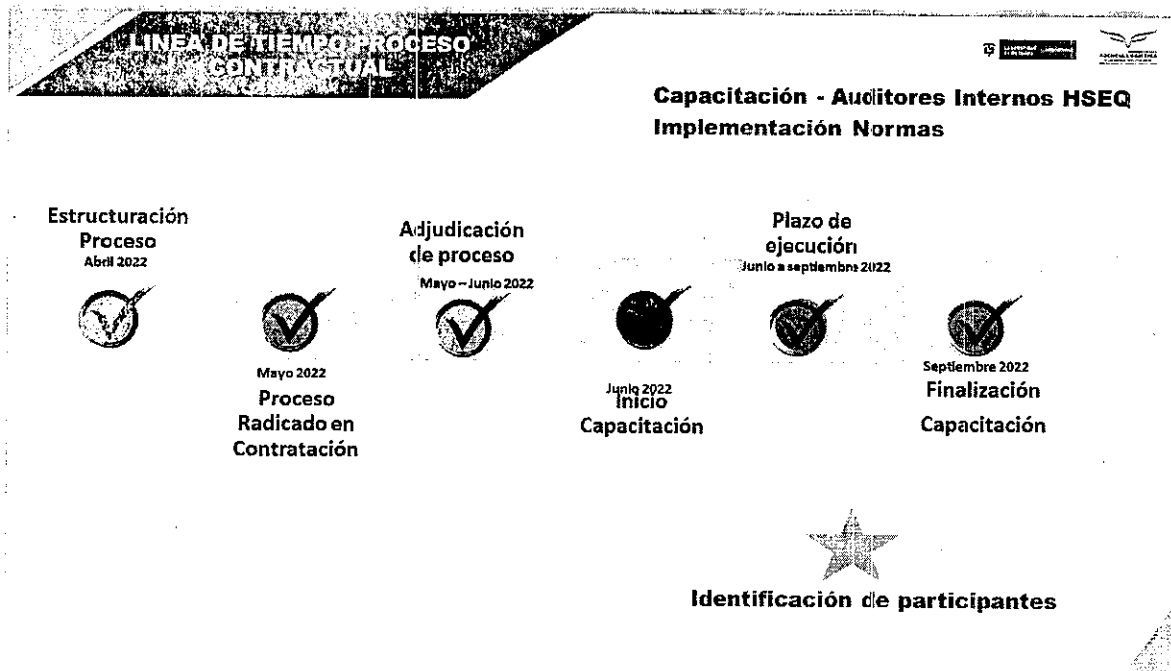 LINEA DE TIEMPO PROCESO
CONTRACTUAL
Capacitación - Auditores Internos HSEQ
Implementación Normas
Estructuración
Proceso
Abril 2022
Mayo 2022
Proceso
Radicado en
Contratación
Adjudicación
de proceso
Mayo – Junio 2022
Junio 2022
Inicio
Capacitación
Plazo de
ejecución
Junio a septiembre 2022
Septiembre 2022
Finalización
Capacitación
Identificación de participantes